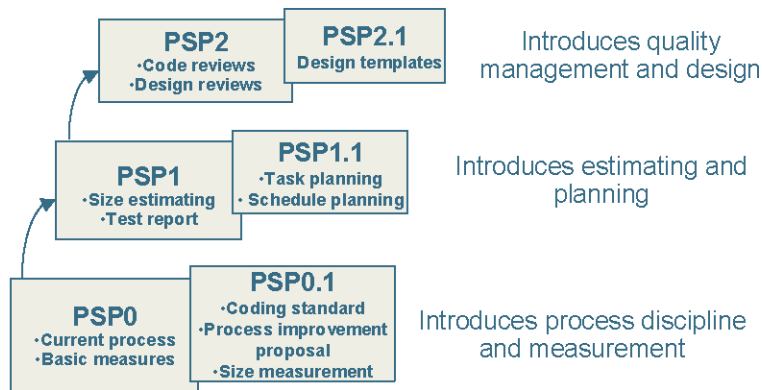 PSP2
•Code reviews
•Design reviews
PSP2.1
Design templates
Introduces quality
management and design
PSP1
•Size estimating
•Test report
PSP1.1
•Task planning
• Schedule planning
Introduces estimating and
planning
PSP0
•Current process
•Basic measures
PSP0.1
•Coding standard
•Process improvement
proposal
•Size measurement
Introduces process discipline
and measurement